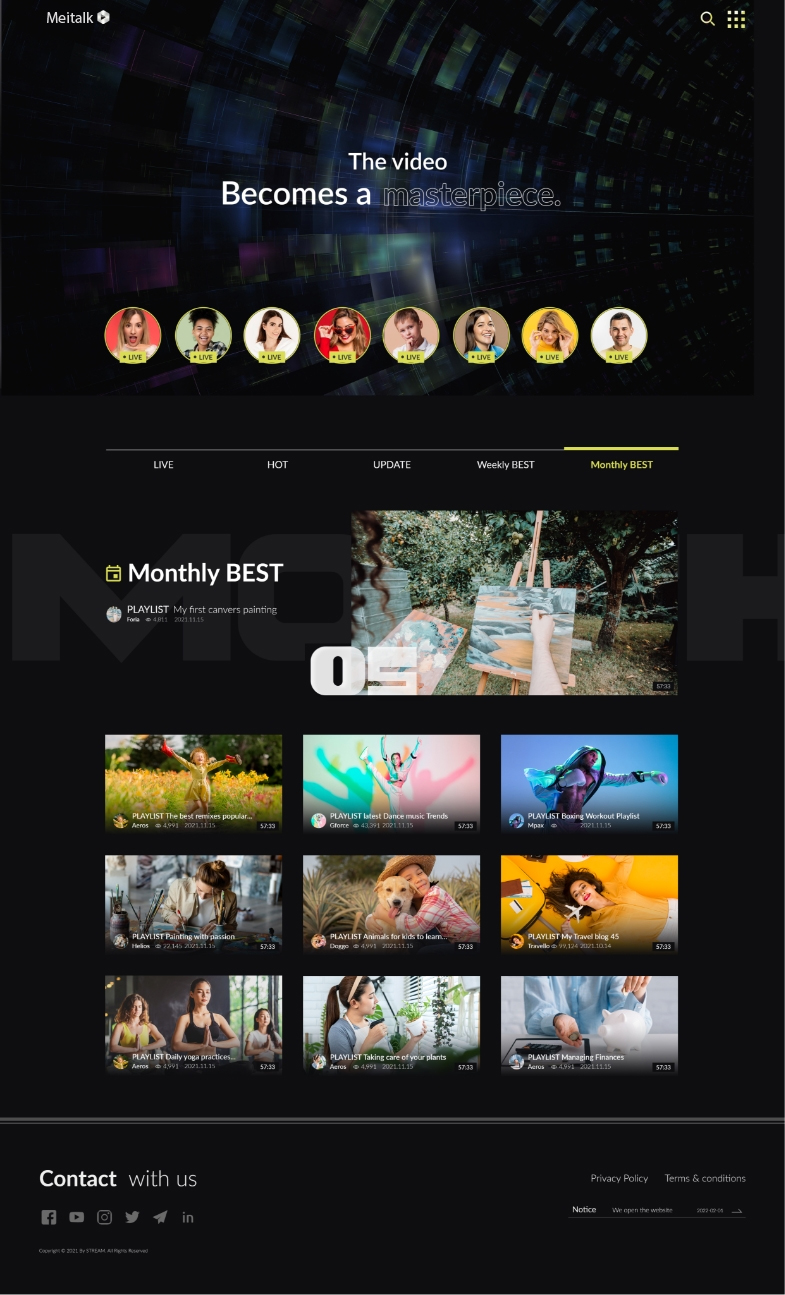 Meitalk
The video
Becomes a masterpiece.
LIVE LIVE LIVE LIVE LIVE LIVE LIVE LIVE
LIVE HOT UPDATE Weekly BEST Monthly BEST
MO H
Monthly BEST
PLAYLIST My first canvers painting
Foria 4,011 2021.11.15
05
57:33
PLAYLIST The best remixes popular...
Aeros 4,991 2021.11.15 57:33
PLAYLIST latest Dance music Trends
Gforce 43,391 2021.11.15 57:33
PLAYLIST Boxing Workout Playlist
Mpax 2021.11.15 57:33
PLAYLIST Painting with passion
Helios 22,145 2021.11.15 57:33
PLAYLIST Animals for kids to learn...
Doggo 4,991 2021.11.15 57:33
PLAYLIST My Travel blog 45
Travello 99,124 2021.10.14 57:33
PLAYLIST Daily yoga practices...
Aeros 4,991 2021.11.15 57:33
PLAYLIST Taking care of your plants
Aeros 4,991 2021.11.15 57:33
PLAYLIST Managing Finances
Aeros 4,991 2021.11.15 57:33
Contact with us
Privacy Policy Terms & conditions
Notice We open the website 2022-02-01
Copyright © 2021 By STREAM. All Rights Reserved